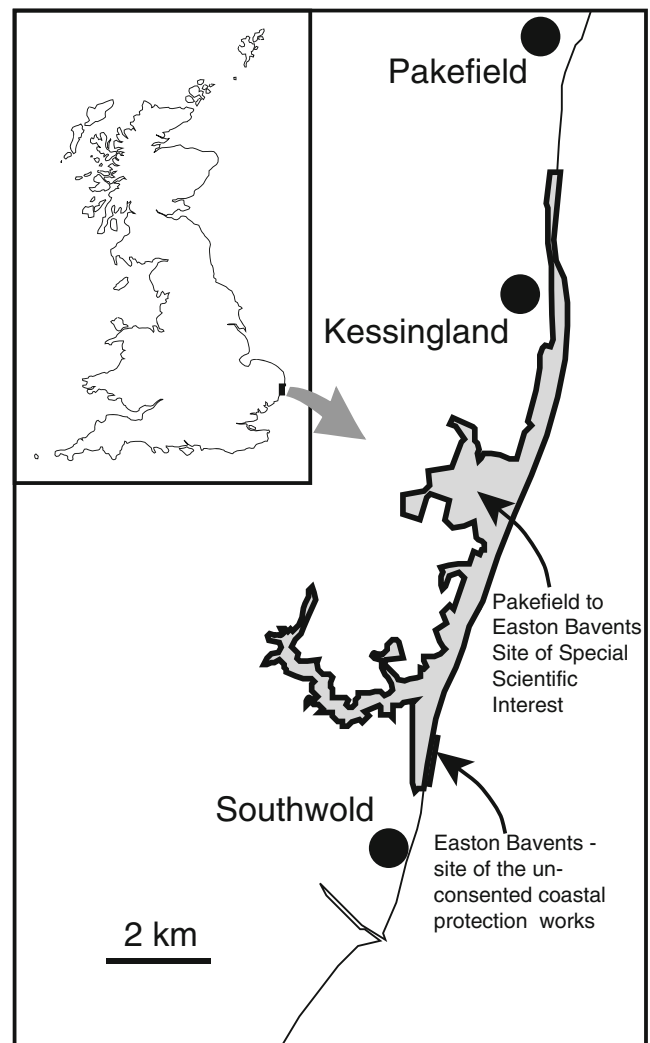 Pakefield
Kessingland
Pakefield to
Easton Bavents
Site of Special
Scientific
Interest
Southwold
Easton Bavents -
site of the un-
consented coastal
protection works
2 km